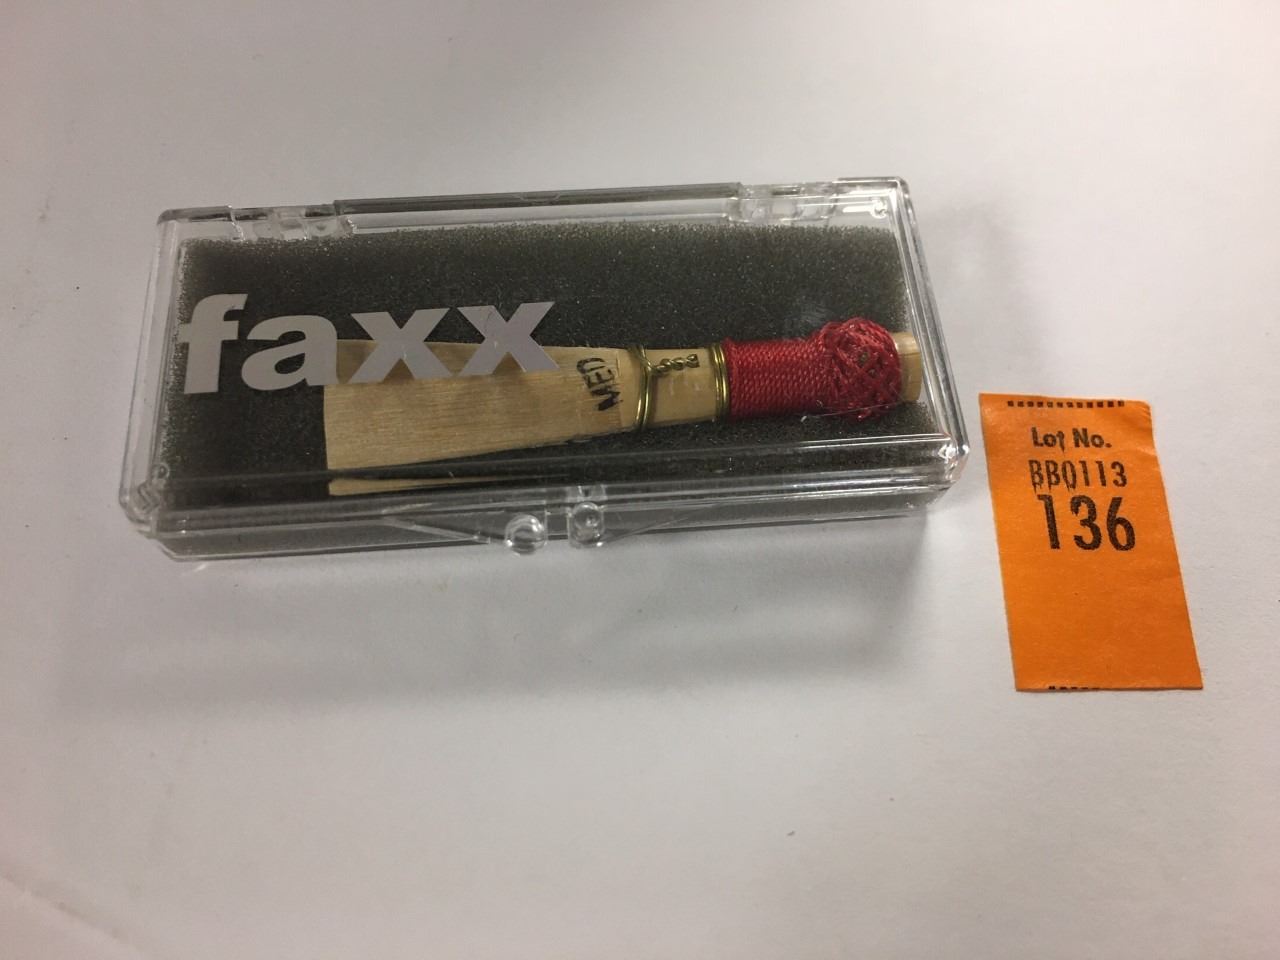 faxx
MED
Lot No.
BB0113
136